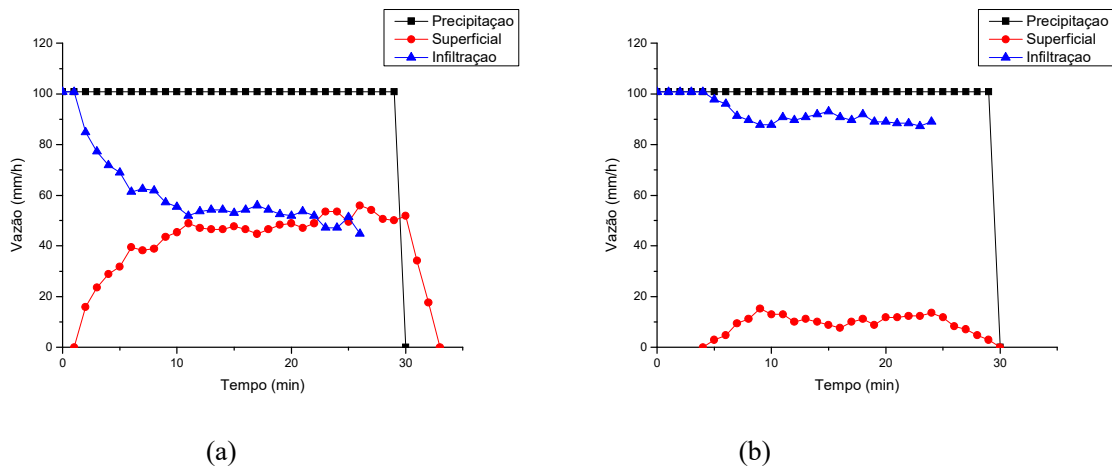 Precipitaçao
Superficial
Infiltraçao
120
100
80
60
40
20
0
Vazão (mm/h)
0
10
20
30
Tempo (min)
(a)
Precipitaçao
Superficial
Infiltraçao
120
100
80
60
40
20
0
Vazão (mm/h)
0
10
20
30
Tempo (min)
(b)